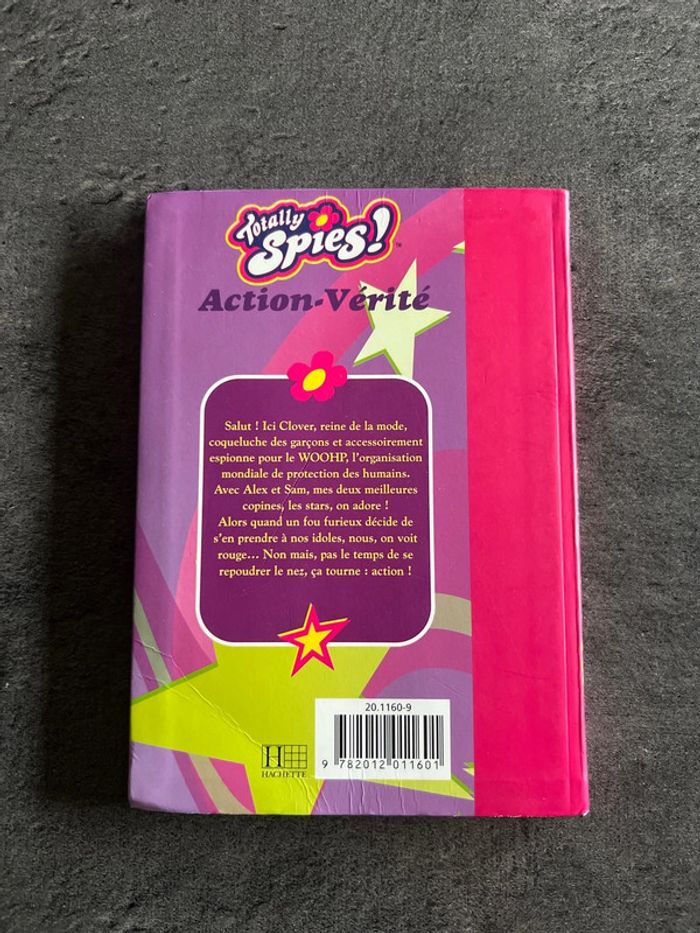 Totally
Spies!
TM
Action-Vérité
Salut ! Ici Clover, reine de la mode,
coqueluche des garçons et accessoirement
espionne pour le WOOHP, l'organisation
mondiale de protection des humains.
Avec Alex et Sam, mes deux meilleures
copines, les stars, on adore !
Alors quand un fou furieux décide de
s'en prendre à nos idoles, nous, on voit
rouge... Non mais, pas le temps de se
repoudrer le nez, ça tourne : action !
20.1160-9
9 782012 011601
H
HACHETTE